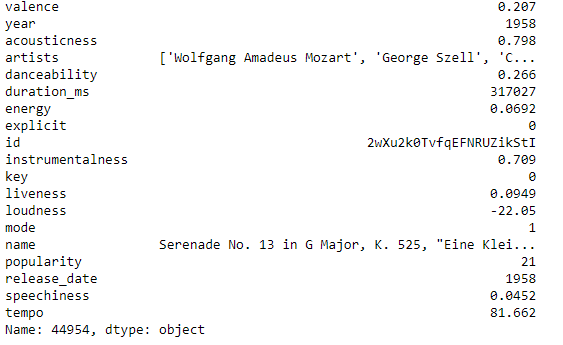 valence 0.207
year 1958
acousticness 0.798
artists ['Wolfgang Amadeus Mozart', 'George Szell', 'C...
danceability 0.266
duration_ms 317027
energy 0.0692
explicit 0
id 2wXu2k0TvfqEFNRUZikStI
instrumentalness 0.709
key 0
liveness 0.0949
loudness -22.05
mode 1
name Serenade No. 13 in G Major, K. 525, "Eine Klei...
popularity 21
release_date 1958
speechiness 0.0452
tempo 81.662
Name: 44954, dtype: object